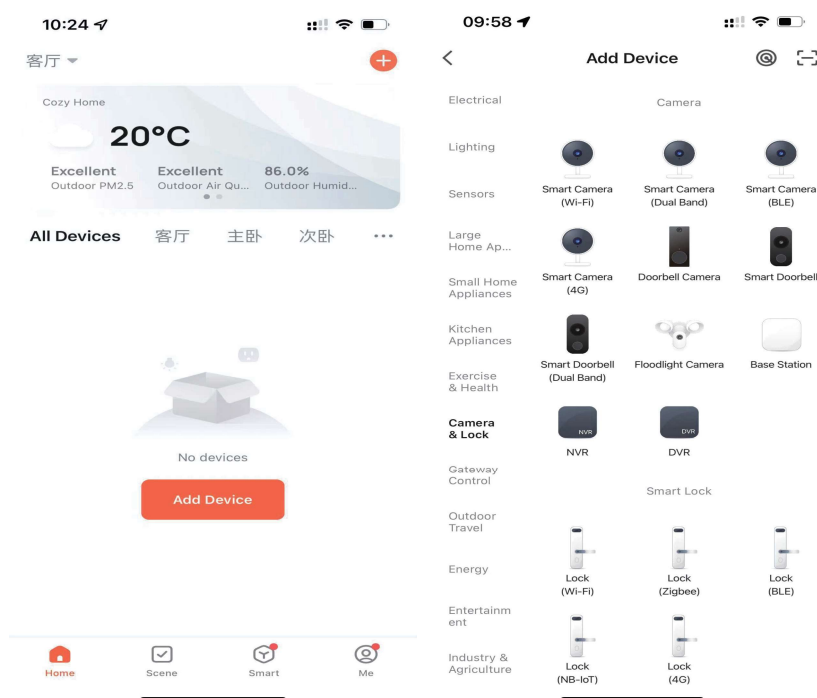 10:24
客厅
Cozy Home
20°C
Excellent
Outdoor PM2.5
Excellent
Outdoor Air Qu...
86.0%
Outdoor Humid...
All Devices 客厅 主卧 次卧 ...
No devices
Add Device
Home Scene Smart Me
09:58
Add Device
Electrical
Lighting
Sensors
Large
Home Ap...
Small Home
Appliances
Kitchen
Appliances
Exercise
& Health
Camera
& Lock
Gateway
Control
Outdoor
Travel
Energy
Entertainm
ent
Industry &
Agriculture
Camera
Smart Camera
(Wi-Fi)
Smart Camera
(Dual Band)
Smart Camera
(BLE)
Smart Camera
(4G)
Doorbell Camera
Smart Doorbell
Smart Doorbell
(Dual Band)
Floodlight Camera
Base Station
NVR
NVR
DVR
DVR
Smart Lock
Lock
(Wi-Fi)
Lock
(Zigbee)
Lock
(BLE)
Lock
(NB-IoT)
Lock
(4G)